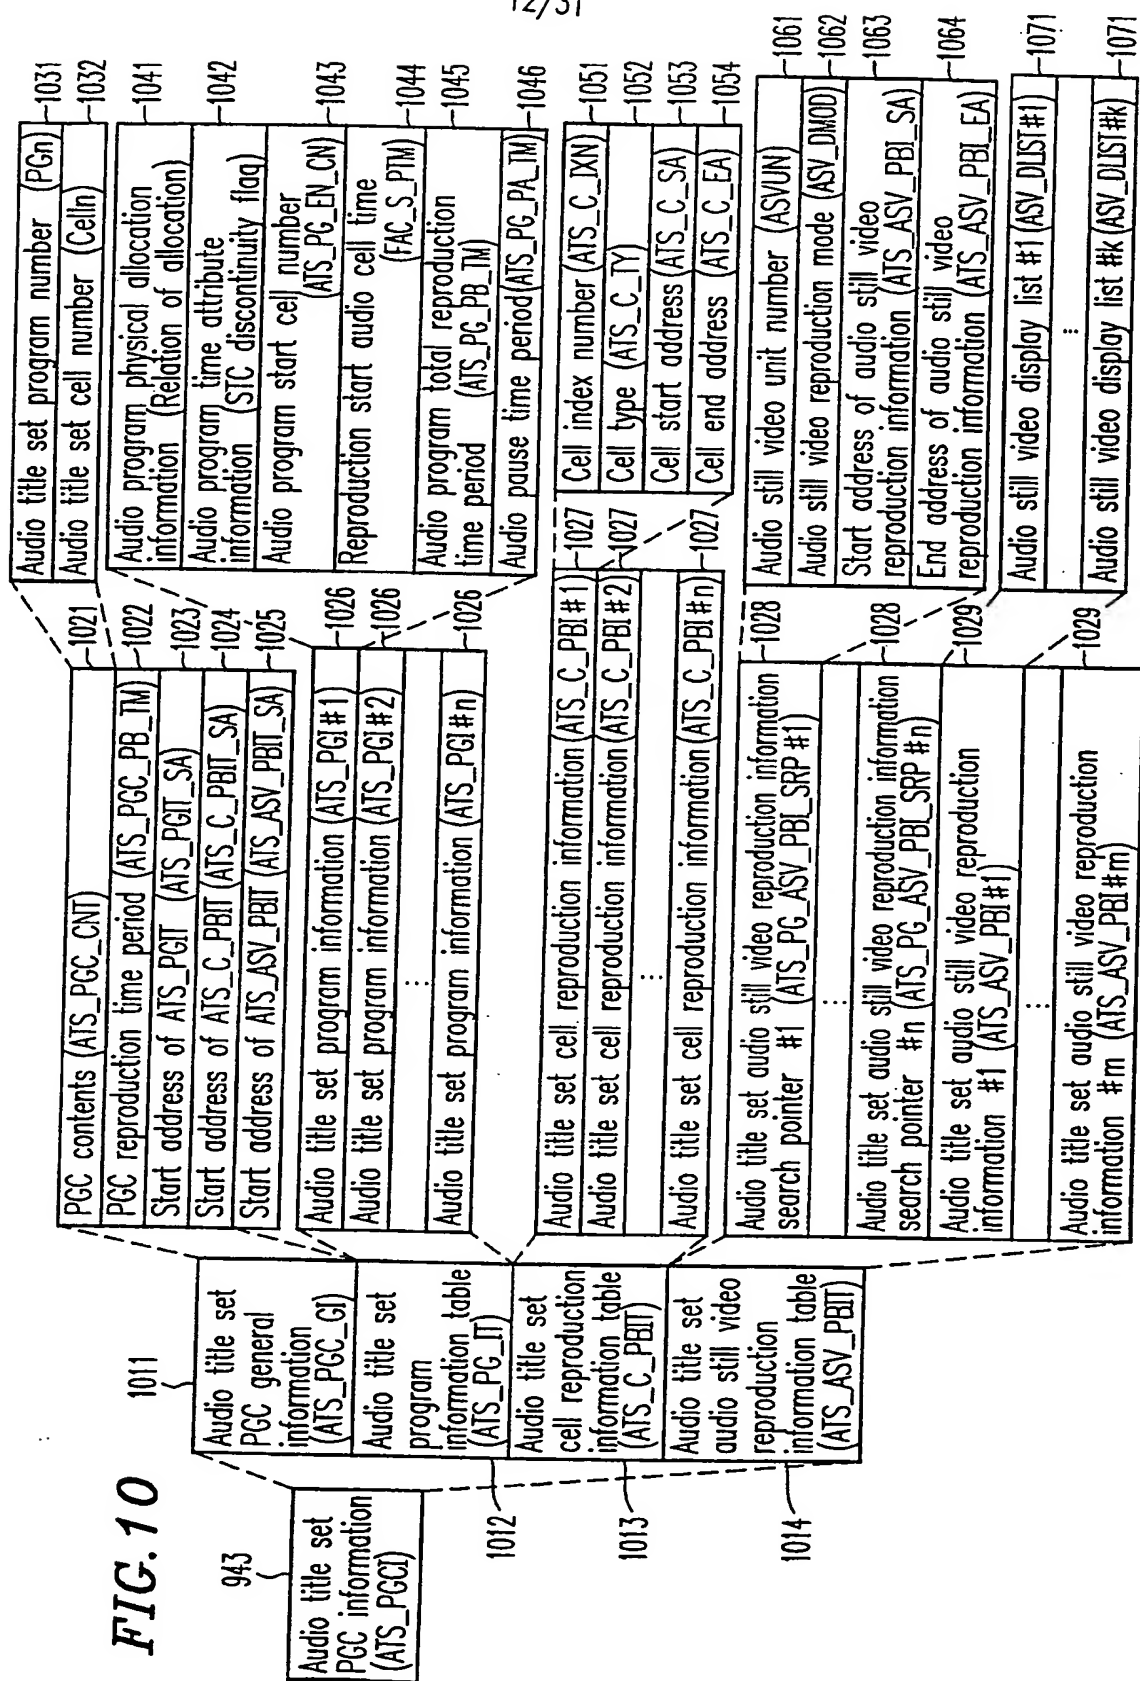 12/31
FIG. 10
943
Audio title set
PGC information
(ATS_PGCI)
1011
Audio title set
PGC general
information
(ATS_PGC_GI)
Audio title set
program
information table
(ATS_PG_IT)
1012
Audio title set
cell reproduction
information table
(ATS_C_PBIT)
1013
Audio title set
audio still video
reproduction
information table
(ATS_ASV_PBIT)
1014
PGC contents (ATS_PGC_CNT)
1021
PGC reproduction time period (ATS_PGC_PB_TM)
1022
Start address of ATS_PGIT (ATS_PGIT_SA)
1023
Start address of ATS_C_PBIT (ATS_C_PBIT_SA)
1024
Start address of ATS_ASV_PBIT (ATS_ASV_PBIT_SA)
1025
Audio title set program information (ATS_PGI#1)
1026
Audio title set program information (ATS_PGI#2)
1026
...
Audio title set program information (ATS_PGI#n)
1026
Audio title set cell reproduction information (ATS_C_PBI#1)
1027
Audio title set cell reproduction information (ATS_C_PBI#2)
1027
...
Audio title set cell reproduction information (ATS_C_PBI#n)
1027
Audio title set audio still video reproduction information
search pointer #1 (ATS_PG_ASV_PBI_SRP#1)
1028
...
Audio title set audio still video reproduction information
search pointer #n (ATS_PG_ASV_PBI_SRP#n)
1028
Audio title set audio still video reproduction
information #1 (ATS_ASV_PBI#1)
1029
...
Audio title set audio still video reproduction
information #m (ATS_ASV_PBI#m)
1029
Audio title set program number (PGn)
1031
Audio title set cell number (Celln)
1032
Audio program physical allocation
information (Relation of allocation)
1041
Audio program time attribute
information (STC discontinuity flag)
1042
Audio program start cell number
(ATS_PG_EN_CN)
1043
Reproduction start audio cell time
(FAC_S_PTM)
1044
Audio program total reproduction
time period (ATS_PG_PB_TM)
1045
Audio pause time period (ATS_PG_PA_TM)
1046
Cell index number (ATS_C_IXN)
1051
Cell type (ATS_C_TY)
1052
Cell start address (ATS_C_SA)
1053
Cell end address (ATS_C_EA)
1054
Audio still video unit number (ASVUN)
1061
Audio still video reproduction mode (ASV_DMOD)
1062
Start address of audio still video
reproduction information (ATS_ASV_PBI_SA)
1063
End address of audio still video
reproduction information (ATS_ASV_PBI_EA)
1064
Audio still video display list #1 (ASV_DLIST#1)
1071
...
Audio still video display list #k (ASV_DLIST#k)
1071